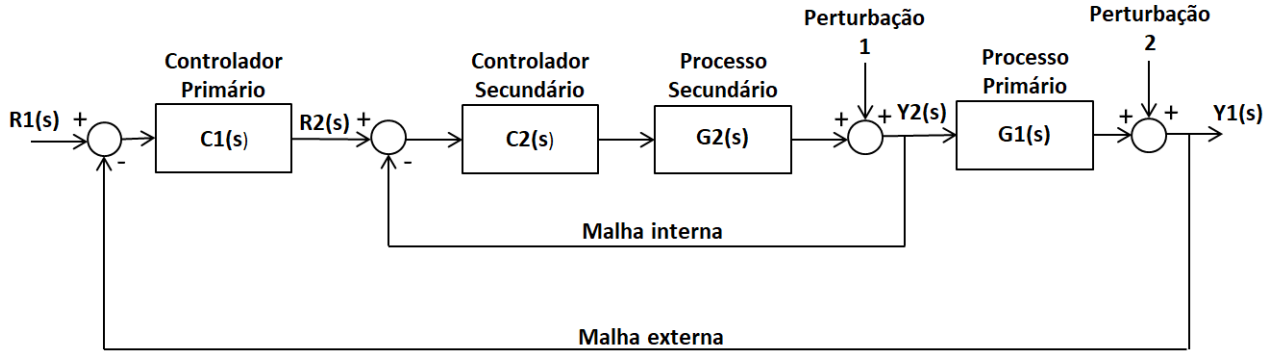 Perturbação
1
Perturbação
2
Controlador
Primário
Controlador
Secundário
Processo
Secundário
Processo
Primário
R1(s)
+
-
C1(s)
R2(s)
+
-
C2(s)
G2(s)
+
+
Y2(s)
G1(s)
+
+
Y1(s)
Malha interna
Malha externa